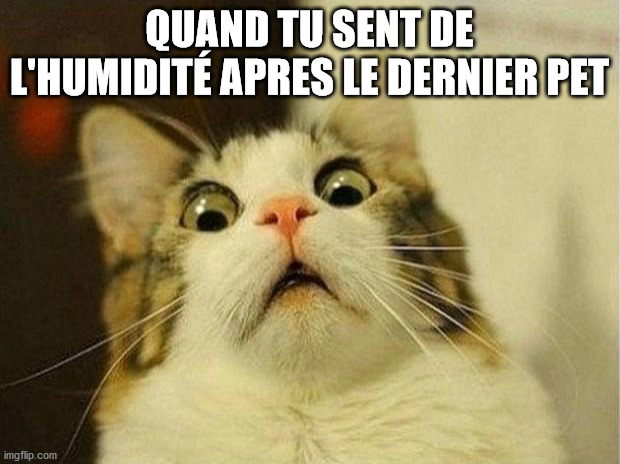 QUAND TU SENT DE
L'HUMIDITÉ APRES LE DERNIER PET
imgflip.com